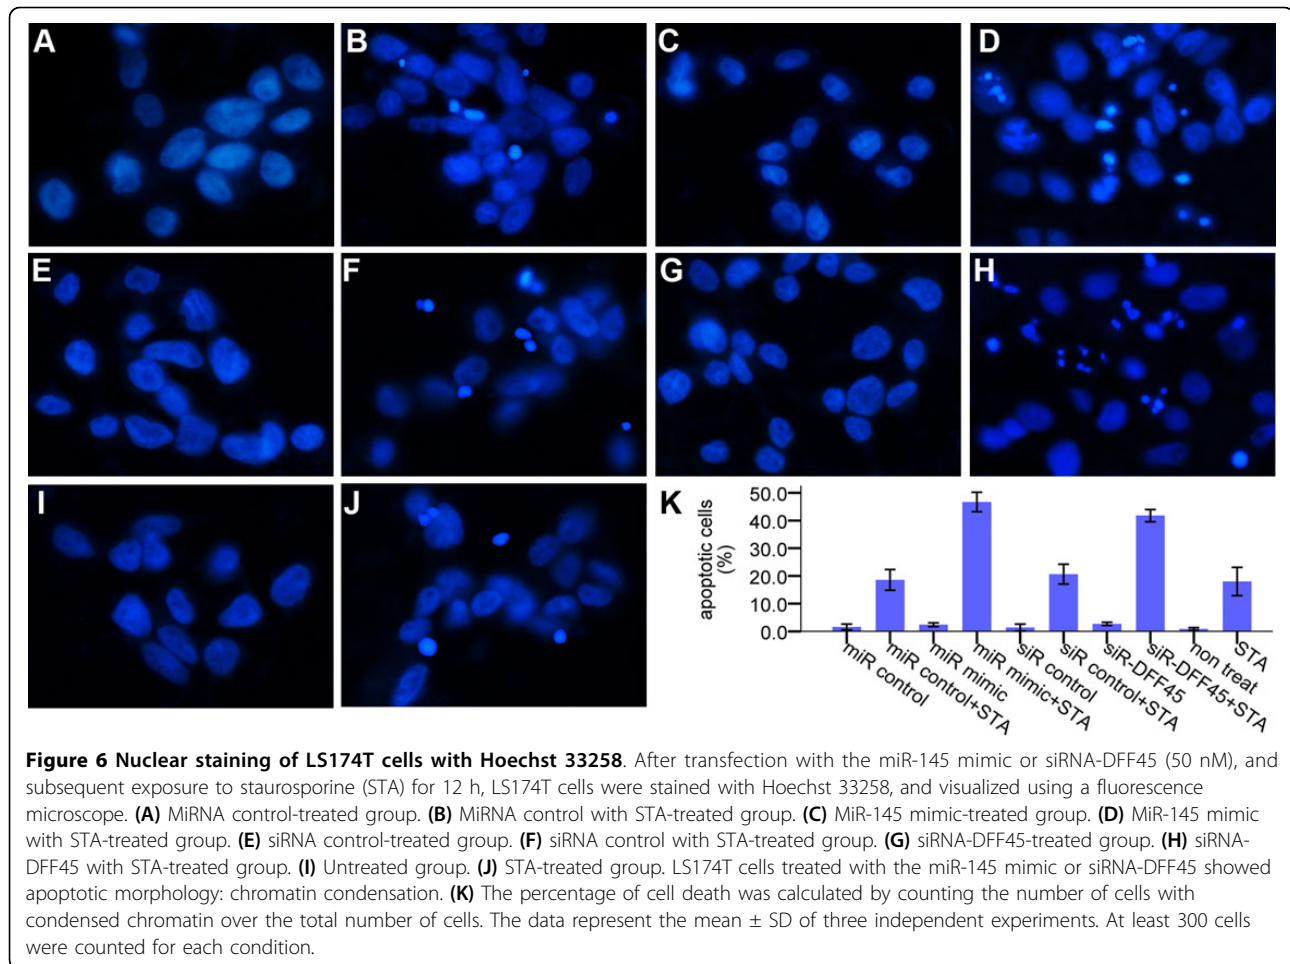 A
B
C
D
E
F
G
H
I
J
K
apoptotic cells
(%)
50.0
40.0
30.0
20.0
10.0
0.0
miR control
miR control+STA
miR mimic
miR mimic+STA
siR control
siR control+STA
siR-DFF45
siR-DFF45+STA
non treat
STA
Figure 6 Nuclear staining of LS174T cells with Hoechst 33258. After transfection with the miR-145 mimic or siRNA-DFF45 (50 nM), and
subsequent exposure to staurosporine (STA) for 12 h, LS174T cells were stained with Hoechst 33258, and visualized using a fluorescence
microscope. (A) MiRNA control-treated group. (B) MiRNA control with STA-treated group. (C) MiR-145 mimic-treated group. (D) MiR-145 mimic
with STA-treated group. (E) siRNA control-treated group. (F) siRNA control with STA-treated group. (G) siRNA-DFF45-treated group. (H) siRNA-
DFF45 with STA-treated group. (I) Untreated group. (J) STA-treated group. LS174T cells treated with the miR-145 mimic or siRNA-DFF45 showed
apoptotic morphology: chromatin condensation. (K) The percentage of cell death was calculated by counting the number of cells with
condensed chromatin over the total number of cells. The data represent the mean ± SD of three independent experiments. At least 300 cells
were counted for each condition.